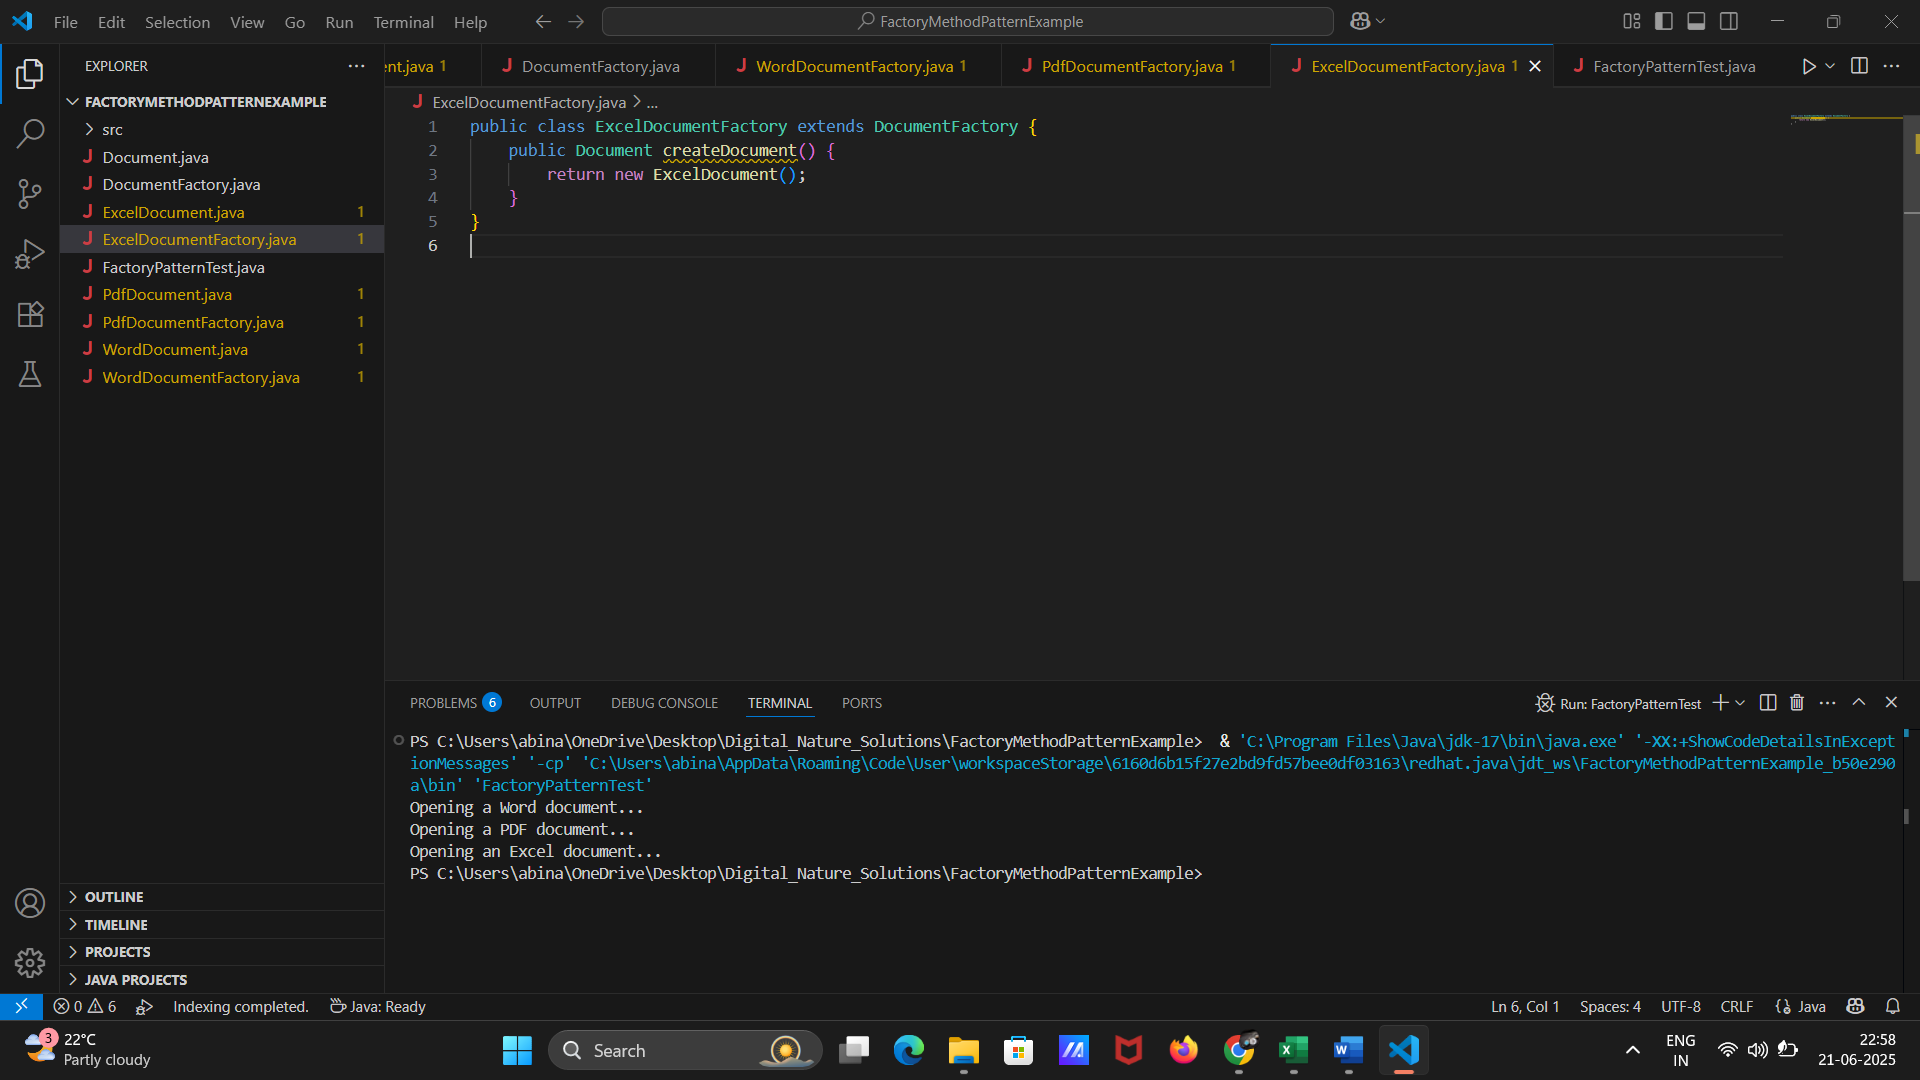 File Edit Selection View Go Run Terminal Help
FactoryMethodPatternExample
EXPLORER
FACTORYMETHODPATTERNEXAMPLE
src
Document.java
DocumentFactory.java
ExcelDocument.java 1
ExcelDocumentFactory.java 1
FactoryPatternTest.java
PdfDocument.java 1
PdfDocumentFactory.java 1
WordDocument.java 1
WordDocumentFactory.java 1
OUTLINE
TIMELINE
PROJECTS
JAVA PROJECTS
ent.java 1 DocumentFactory.java WordDocumentFactory.java 1 PdfDocumentFactory.java 1 ExcelDocumentFactory.java 1 FactoryPatternTest.java
ExcelDocumentFactory.java > ...
1 public class ExcelDocumentFactory extends DocumentFactory {
2 public Document createDocument() {
3 return new ExcelDocument();
4 }
5 }
6
PROBLEMS 6 OUTPUT DEBUG CONSOLE TERMINAL PORTS
Run: FactoryPatternTest
PS C:\Users\abina\OneDrive\Desktop\Digital_Nature_Solutions\FactoryMethodPatternExample> & 'C:\Program Files\Java\jdk-17\bin\java.exe' '-XX:+ShowCodeDetailsInExcept
ionMessages' '-cp' 'C:\Users\abina\AppData\Roaming\Code\User\workspaceStorage\6160d6b15f27e2bd9fd57bee0df03163\redhat.java\jdt_ws\FactoryMethodPatternExample_b50e290
a\bin' 'FactoryPatternTest'
Opening a Word document...
Opening a PDF document...
Opening an Excel document...
PS C:\Users\abina\OneDrive\Desktop\Digital_Nature_Solutions\FactoryMethodPatternExample>
0 6 Indexing completed. Java: Ready
Ln 6, Col 1 Spaces: 4 UTF-8 CRLF Java
3
22°C
Partly cloudy
Search
ENG
IN
22:58
21-06-2025